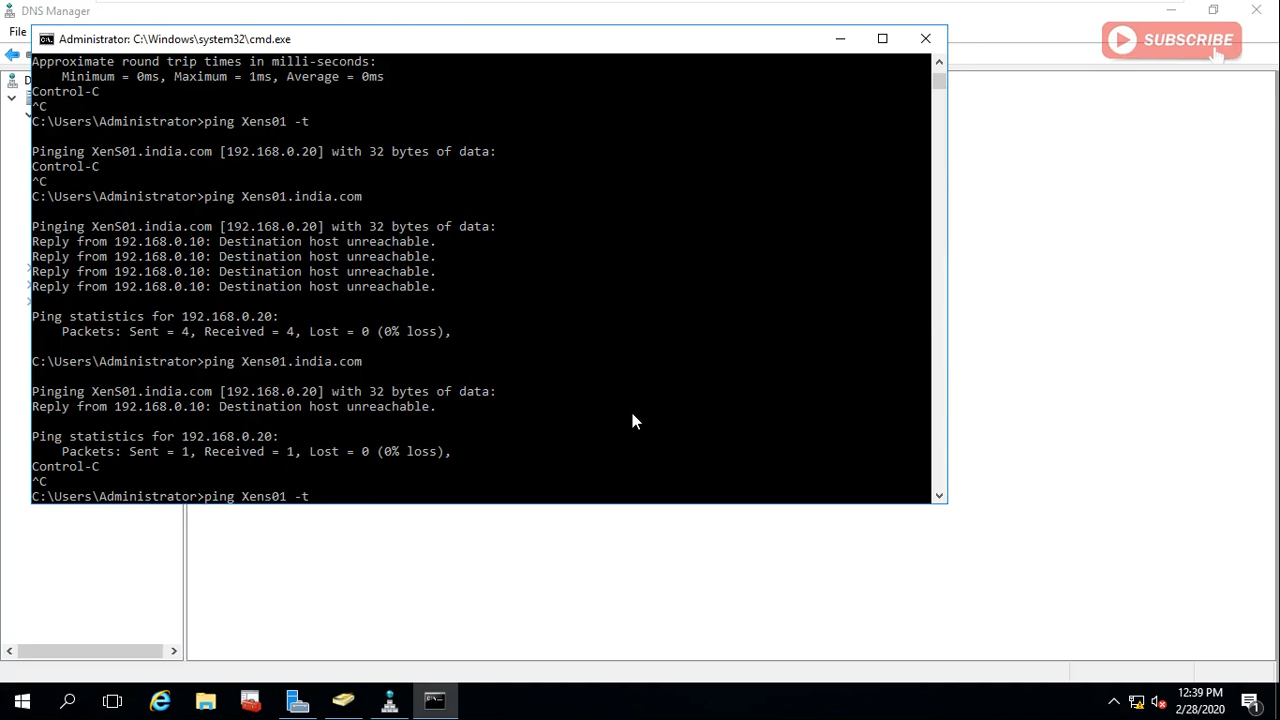 DNS Manager
File
SUBSCRIBE
Administrator: C:\Windows\system32\cmd.exe
Approximate round trip times in milli-seconds:
    Minimum = 0ms, Maximum = 1ms, Average = 0ms
Control-C
^C
C:\Users\Administrator>ping Xens01 -t
Pinging XenS01.india.com [192.168.0.20] with 32 bytes of data:
Control-C
^C
C:\Users\Administrator>ping Xens01.india.com
Pinging XenS01.india.com [192.168.0.20] with 32 bytes of data:
Reply from 192.168.0.10: Destination host unreachable.
Reply from 192.168.0.10: Destination host unreachable.
Reply from 192.168.0.10: Destination host unreachable.
Reply from 192.168.0.10: Destination host unreachable.
Ping statistics for 192.168.0.20:
    Packets: Sent = 4, Received = 4, Lost = 0 (0% loss),
C:\Users\Administrator>ping Xens01.india.com
Pinging XenS01.india.com [192.168.0.20] with 32 bytes of data:
Reply from 192.168.0.10: Destination host unreachable.
Ping statistics for 192.168.0.20:
    Packets: Sent = 1, Received = 1, Lost = 0 (0% loss),
Control-C
^C
C:\Users\Administrator>ping Xens01 -t
D
12:39 PM
2/28/2020
1